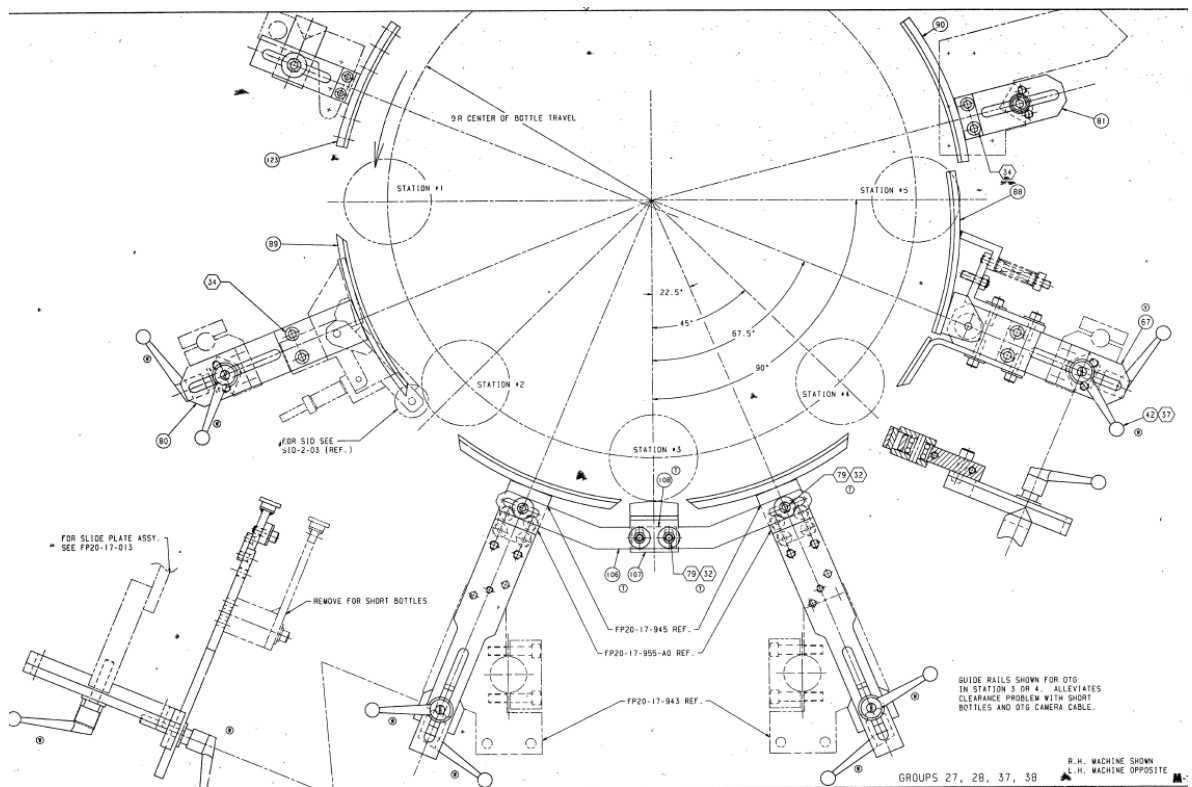 90
9R CENTER OF BOTTLE TRAVEL
81
123
34
STATION #1
STATION #5
88
89
34
22.5°
45°
67.5°
90°
67
STATION #2
STATION #4
80
42 37
FOR SID SEE
SID-2-03 (REF.)
STATION #3
108
79 32
FOR SLIDE PLATE ASSY.
SEE FP20-17-013
106 107 79 32
REMOVE FOR SHORT BOTTLES
FP20-17-945 REF.
FP20-17-955-A0 REF.
FP20-17-943 REF.
GUIDE RAILS SHOWN FOR OTG
IN STATION 3 OR 4. ALLEVIATES
CLEARANCE PROBLEM WITH SHORT
BOTTLES AND OTG CAMERA CABLE.
R.H. MACHINE SHOWN
L.H. MACHINE OPPOSITE
GROUPS 27, 28, 37, 38